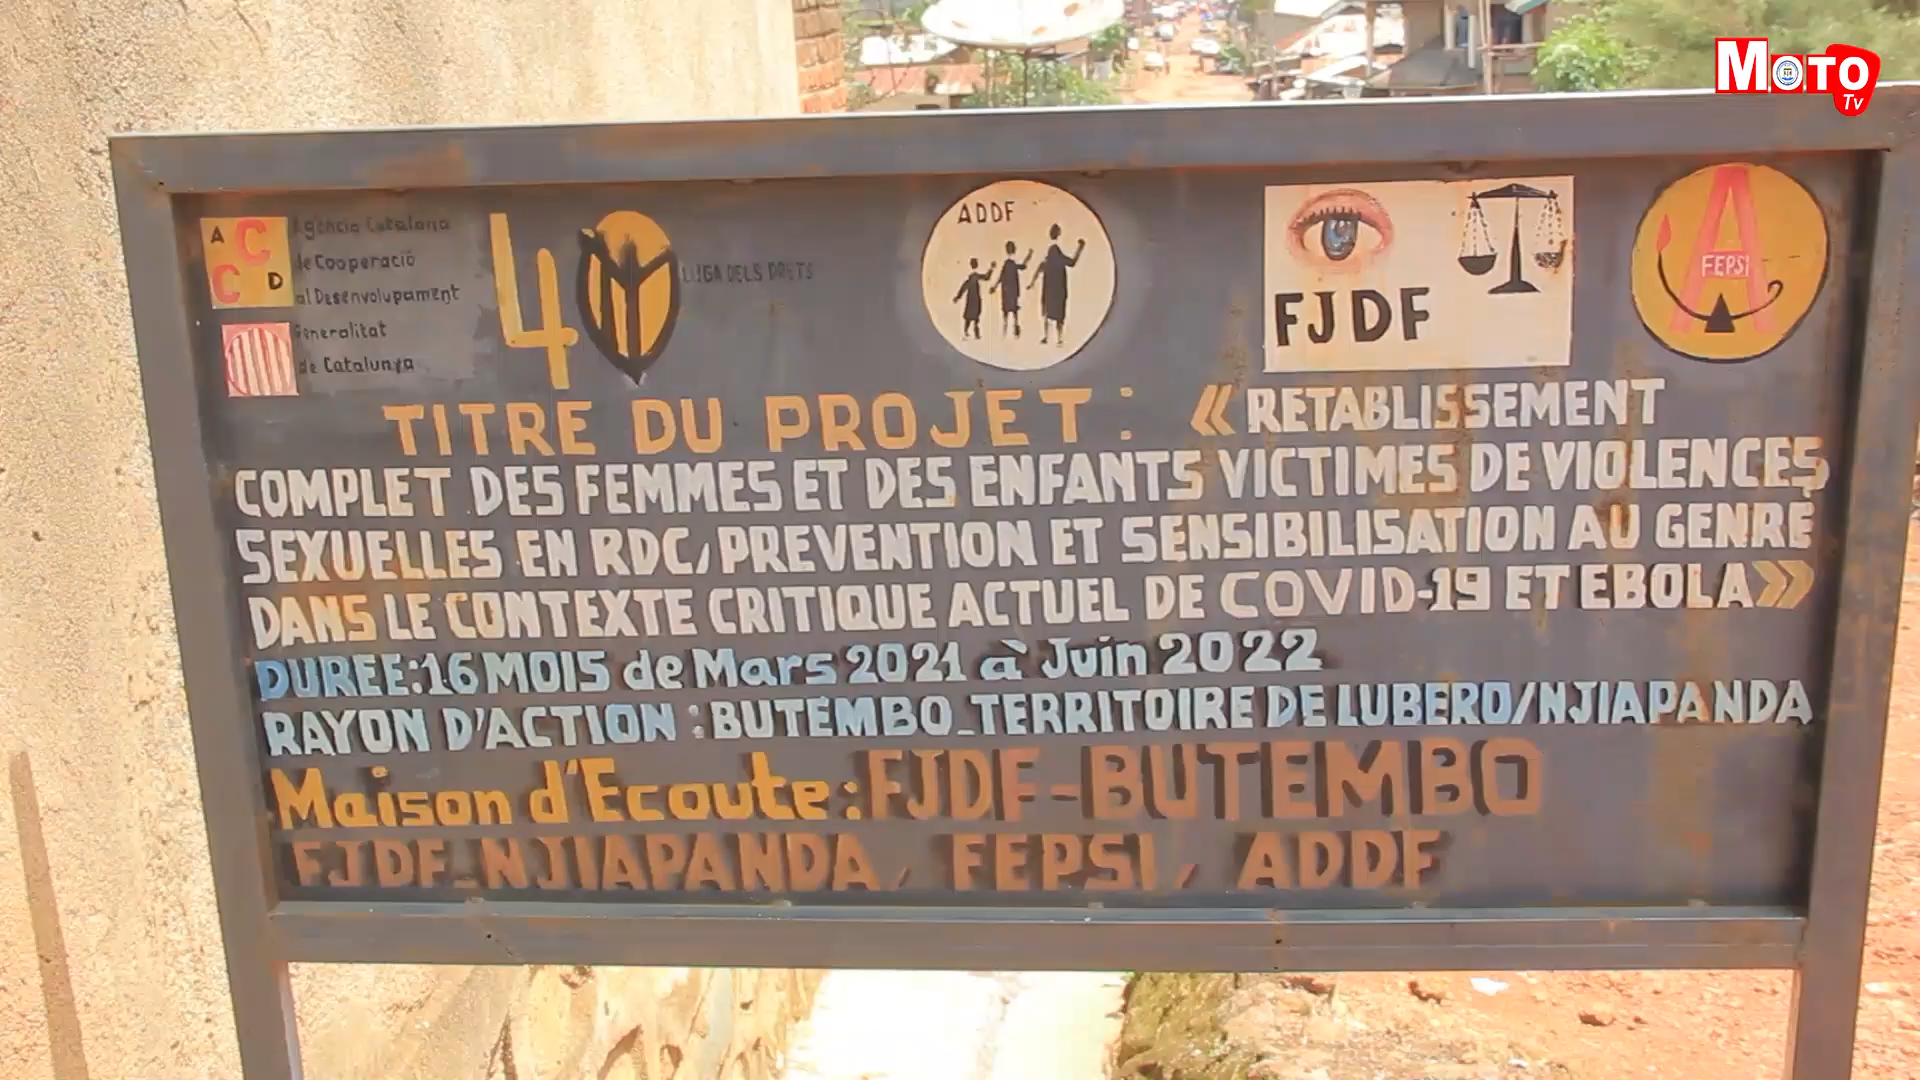 MOTO Tv
ACCD
Agència Catalana
de Cooperació
al Desenvolupament
Generalitat
de Catalunya
40
LLIGA DELS DRETS
ADDF
FJDF
A
FEPSI
TITRE DU PROJET : « RETABLISSEMENT
COMPLET DES FEMMES ET DES ENFANTS VICTIMES DE VIOLENCES
SEXUELLES EN RDC, PREVENTION ET SENSIBILISATION AU GENRE
DANS LE CONTEXTE CRITIQUE ACTUEL DE COVID-19 ET EBOLA»
DUREE:16 MOIS de Mars 2021 à Juin 2022
RAYON D'ACTION : BUTEMBO_TERRITOIRE DE LUBERO/NJIAPANDA
Maison d'Ecoute : FJDF-BUTEMBO
FJDF_NJIAPANDA, FEPSI, ADDF